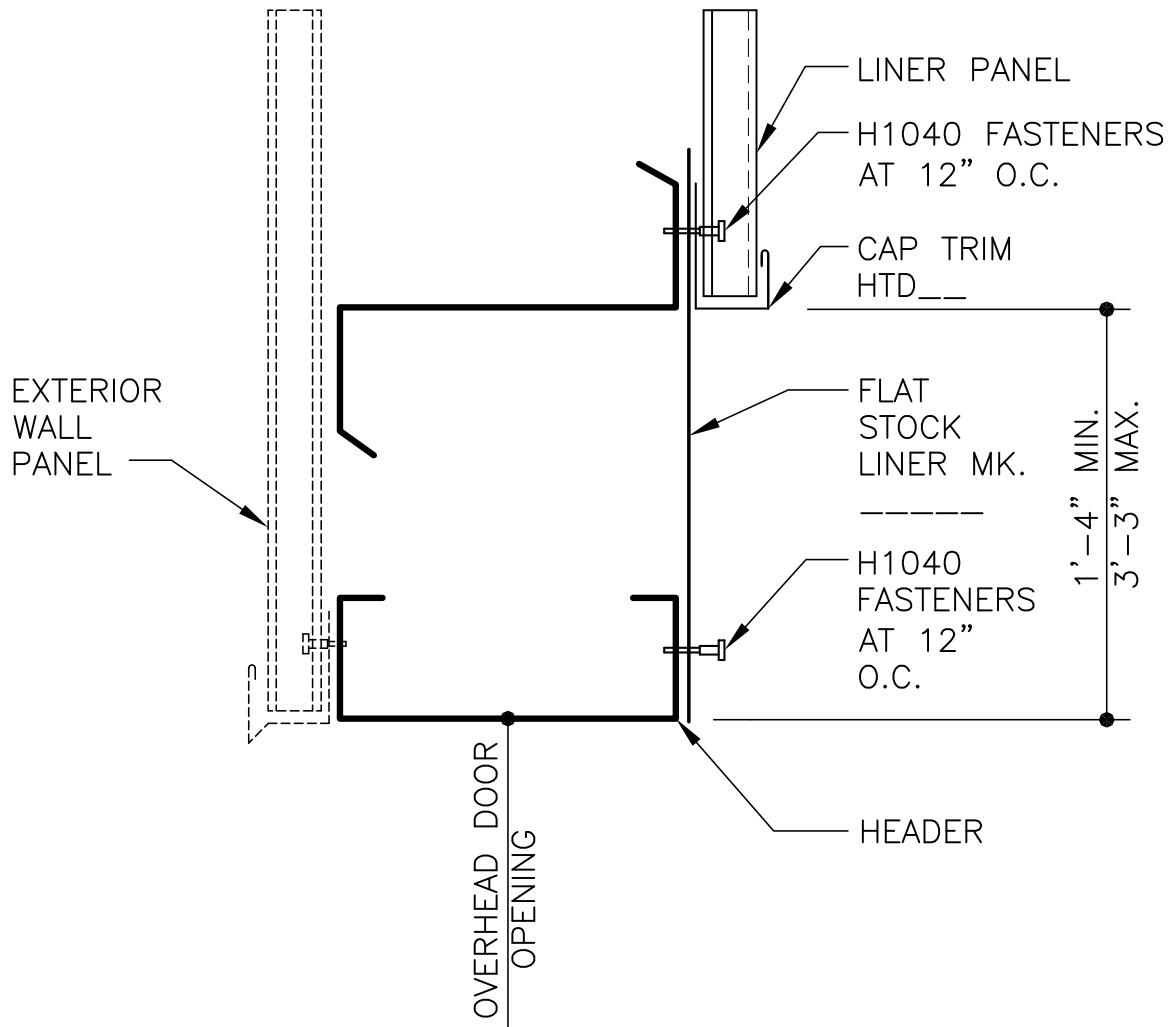 LINER PANEL
H1040 FASTENERS
AT 12” O.C.
CAP TRIM
HTD__
EXTERIOR
WALL
PANEL
FLAT
STOCK
LINER MK.
_____
H1040
FASTENERS
AT 12”
O.C.
1’-4” MIN.
3’-3” MAX.
HEADER
OVERHEAD DOOR
OPENING